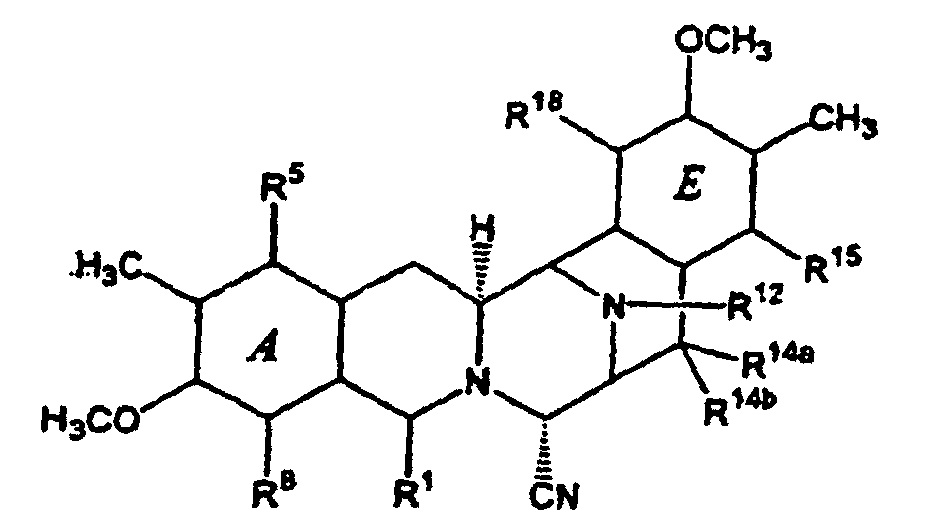 OCH₃
R¹⁸
CH₃
E
R⁵
H
H₃C
R¹⁵
N
R¹²
A
R¹⁴ᵃ
N
R¹⁴ᵇ
H₃CO
R⁸
R¹
CN